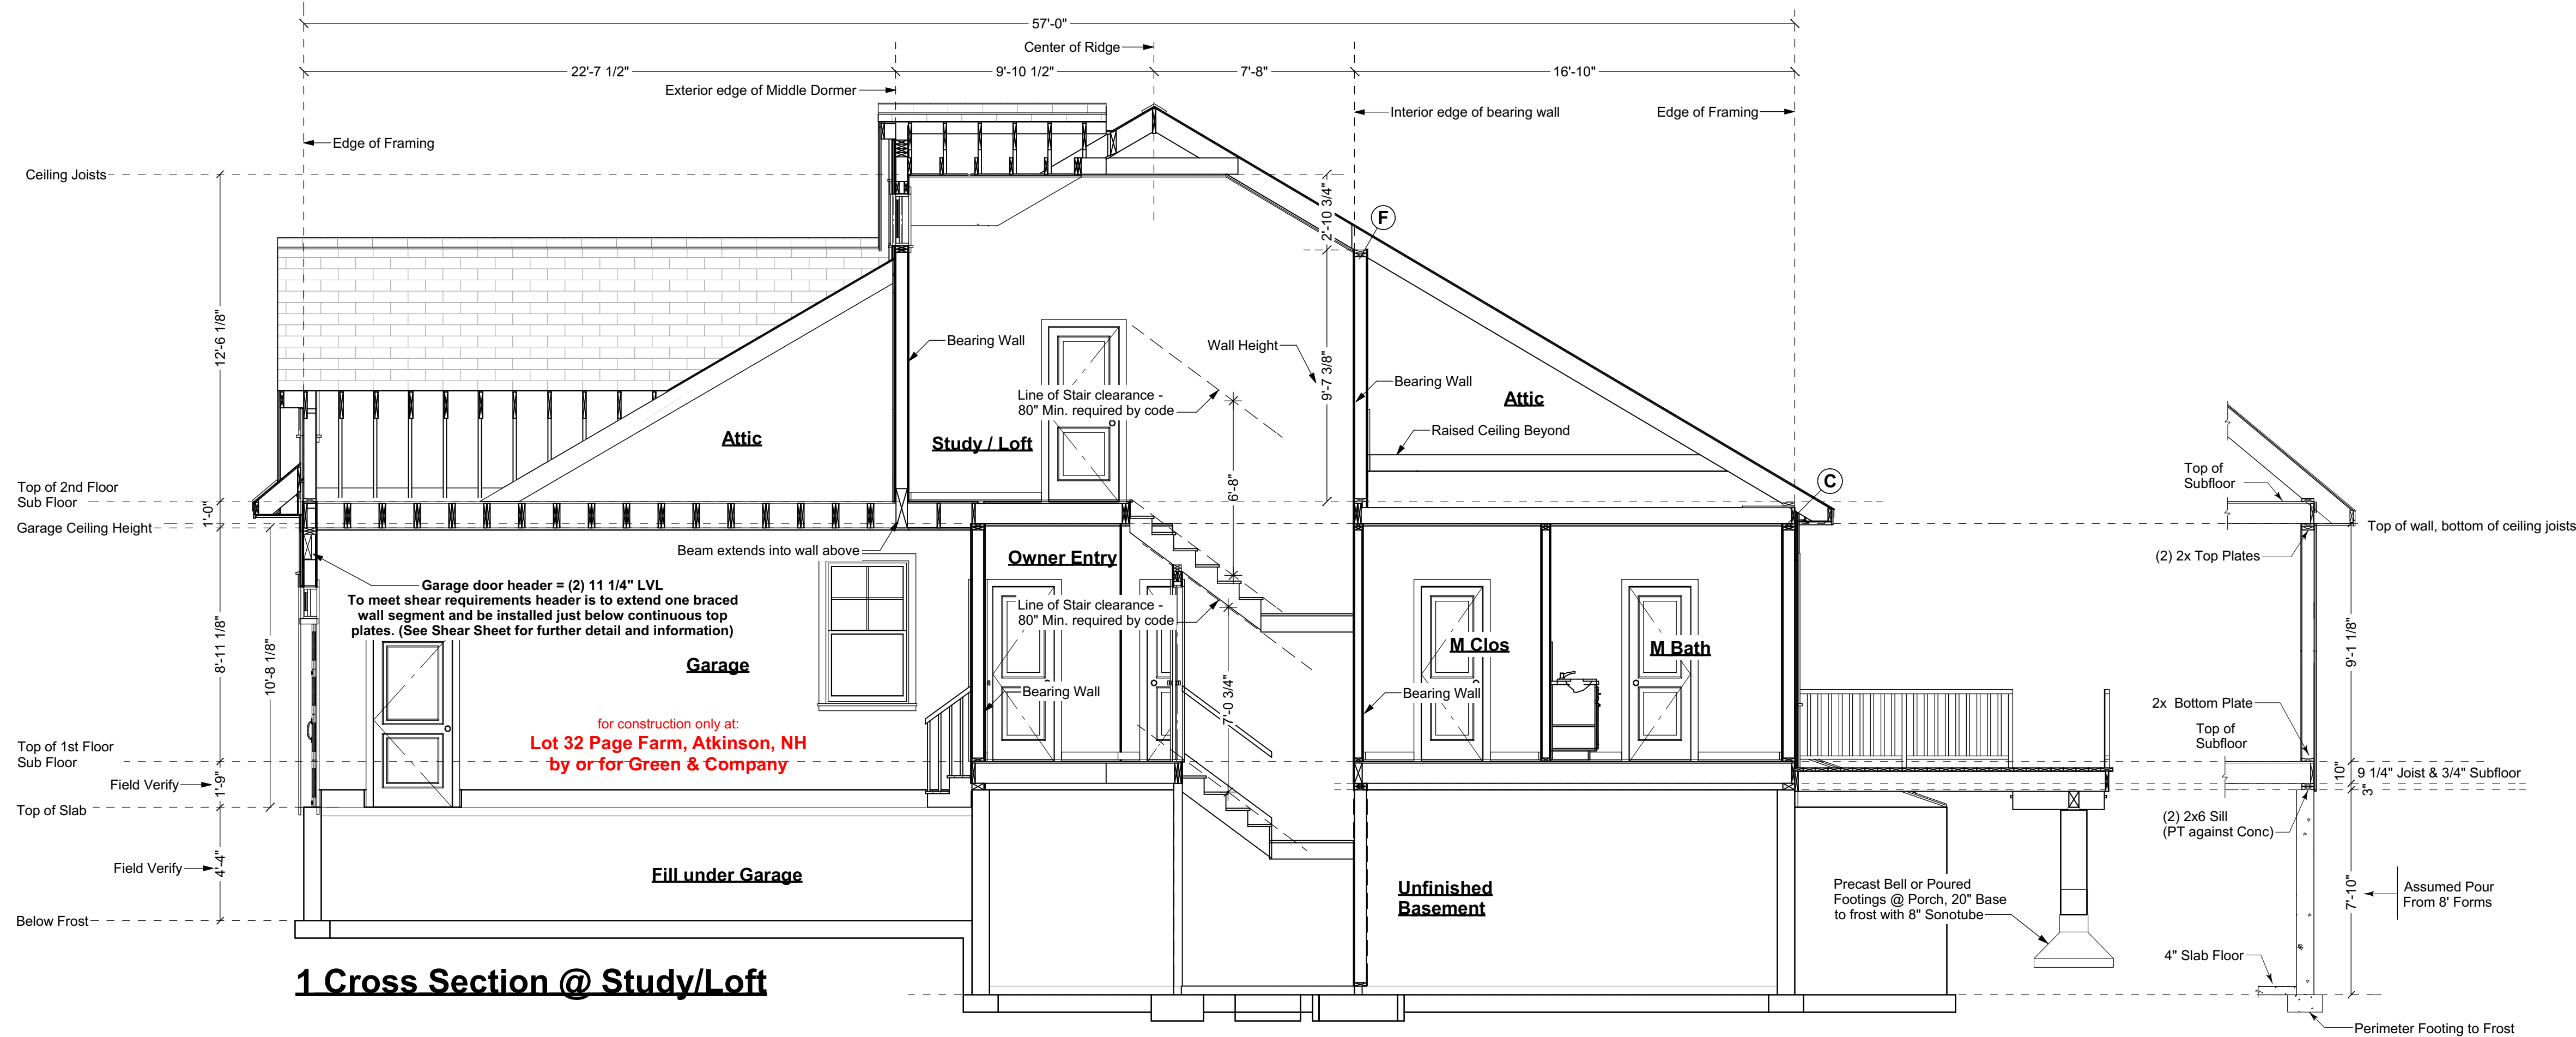 57'-0"
Center of Ridge
22'-7 1/2"
9'-10 1/2"
7'-8"
16'-10"
Exterior edge of Middle Dormer
Interior edge of bearing wall
Edge of Framing
Edge of Framing
Ceiling Joists
2'-10 3/4"
F
12'-6 1/8"
Bearing Wall
Wall Height
9'-7 3/8"
Bearing Wall
Line of Stair clearance -
80" Min. required by code
Attic
Raised Ceiling Beyond
Attic
Study / Loft
6'-8"
C
Top of 2nd Floor
Sub Floor
1'-0"
Garage Ceiling Height
Top of
Subfloor
Top of wall, bottom of ceiling joists
Beam extends into wall above
Owner Entry
(2) 2x Top Plates
Garage door header = (2) 11 1/4" LVL
To meet shear requirements header is to extend one braced
wall segment and be installed just below continuous top
plates. (See Shear Sheet for further detail and information)
Line of Stair clearance -
80" Min. required by code
8'-11 1/8"
10'-8 1/8"
Garage
M Clos
M Bath
9'-1 1/8"
Bearing Wall
7'-0 3/4"
Bearing Wall
2x  Bottom Plate
for construction only at:
Lot 32 Page Farm, Atkinson, NH
by or for Green & Company
Top of
Subfloor
Top of 1st Floor
Sub Floor
Field Verify
1'-9"
10"
9 1/4" Joist & 3/4" Subfloor
3"
Top of Slab
(2) 2x6 Sill
(PT against Conc)
Field Verify
4'-4"
Fill under Garage
Unfinished
Basement
Precast Bell or Poured
Footings @ Porch, 20" Base
to frost with 8" Sonotube
7'-10"
Assumed Pour
From 8' Forms
Below Frost
4" Slab Floor
1 Cross Section @ Study/Loft
Perimeter Footing to Frost